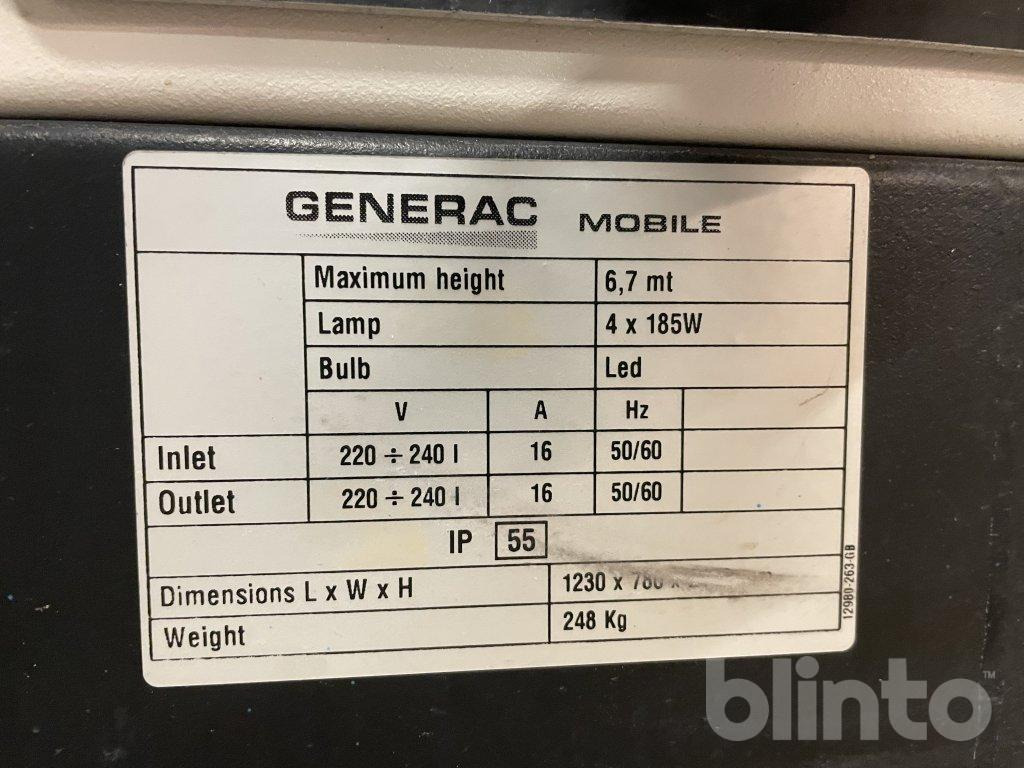 GENERAC MOBILE
Maximum height 6,7 mt
Lamp 4 x 185W
Bulb Led
V A Hz
Inlet 220 ÷ 240 I 16 50/60
Outlet 220 ÷ 240 I 16 50/60
IP 55
Dimensions L x W x H 1230 x 780 x
Weight 248 Kg
12980-263-GB
blinto™